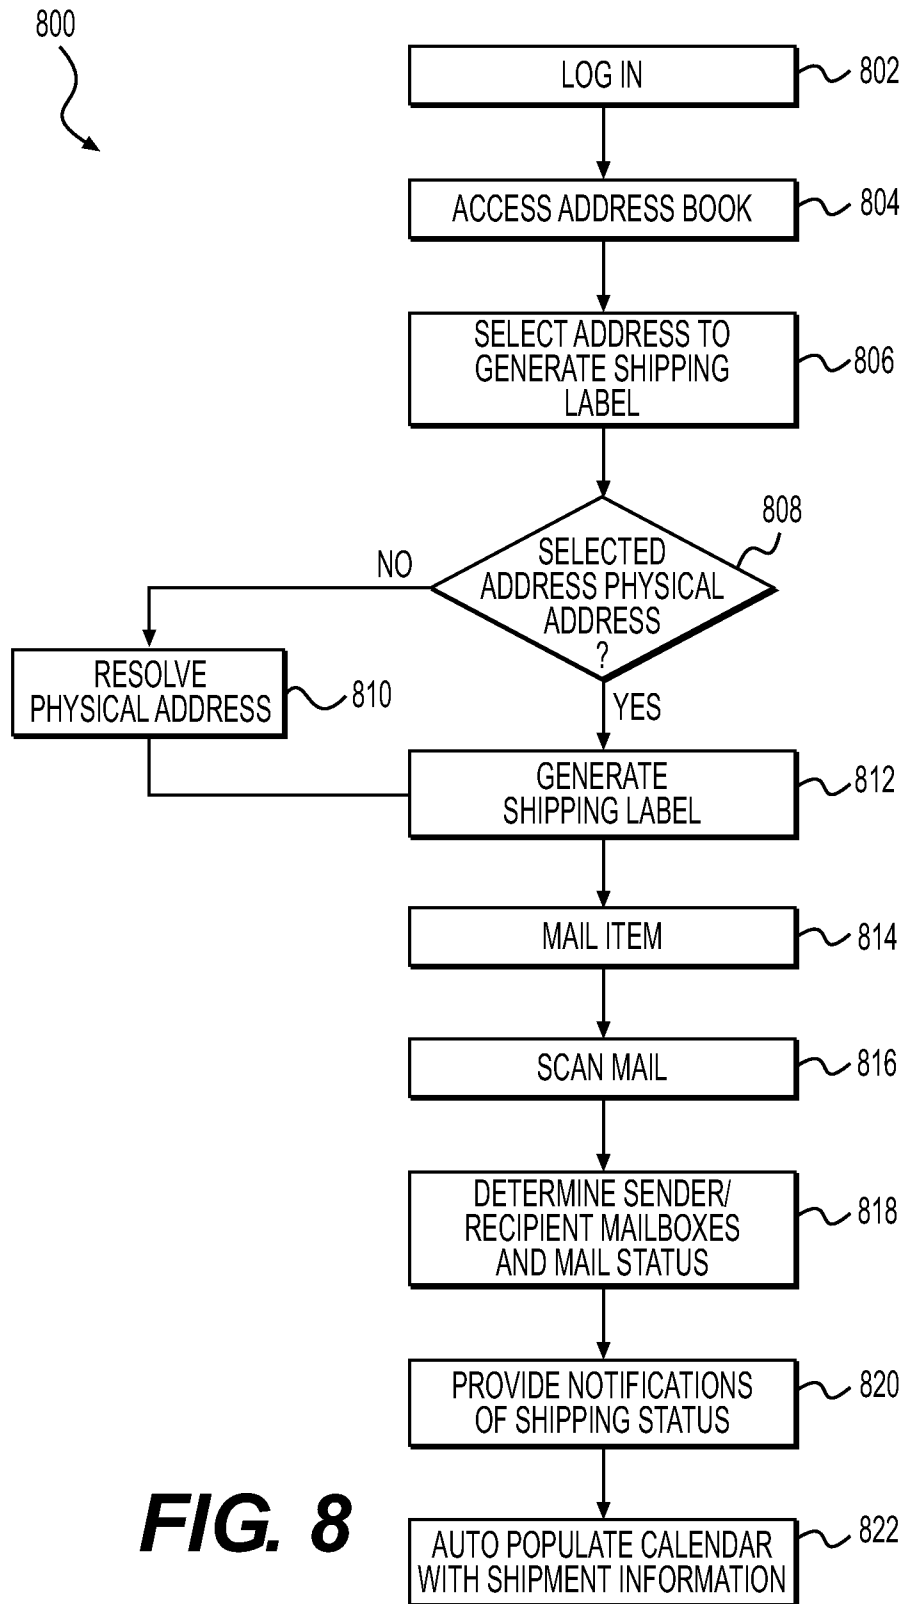 800
LOG IN
802
ACCESS ADDRESS BOOK
804
SELECT ADDRESS TO
GENERATE SHIPPING
LABEL
806
808
SELECTED
ADDRESS PHYSICAL
ADDRESS
?
NO
YES
RESOLVE
PHYSICAL ADDRESS
810
GENERATE
SHIPPING LABEL
812
MAIL ITEM
814
SCAN MAIL
816
DETERMINE SENDER/
RECIPIENT MAILBOXES
AND MAIL STATUS
818
PROVIDE NOTIFICATIONS
OF SHIPPING STATUS
820
AUTO POPULATE CALENDAR
WITH SHIPMENT INFORMATION
822
FIG. 8